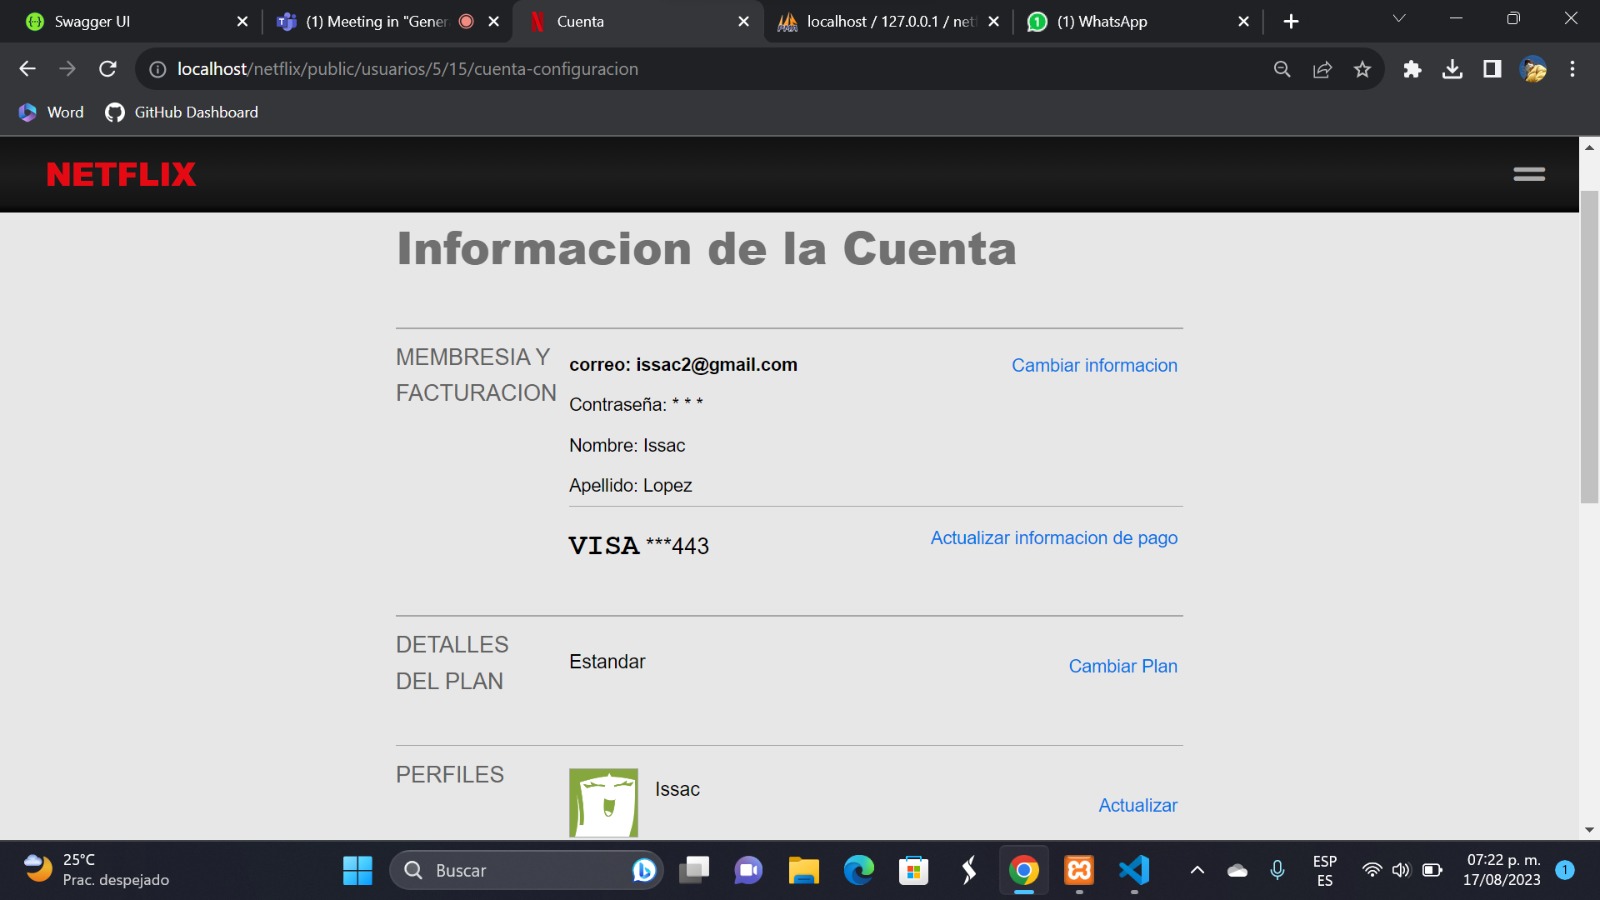 Swagger UI
(1) Meeting in "Gener
Cuenta
localhost / 127.0.0.1 / net
(1) WhatsApp
localhost/netflix/public/usuarios/5/15/cuenta-configuracion
Word
GitHub Dashboard
NETFLIX
Informacion de la Cuenta
MEMBRESIA Y
FACTURACION
correo: issac2@gmail.com
Cambiar informacion
Contraseña: * * *
Nombre: Issac
Apellido: Lopez
VISA ***443
Actualizar informacion de pago
DETALLES
DEL PLAN
Estandar
Cambiar Plan
PERFILES
Issac
Actualizar
25°C
Prac. despejado
Buscar
ESP
ES
07:22 p. m.
17/08/2023
1